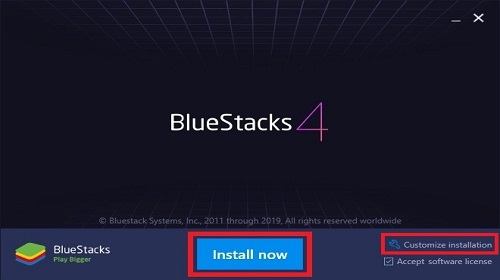 BlueStacks 4
© Bluestack Systems, Inc., 2011 through 2019, All rights reserved worldwide
BlueStacks
Play Bigger
Install now
Customize installation
Accept software license